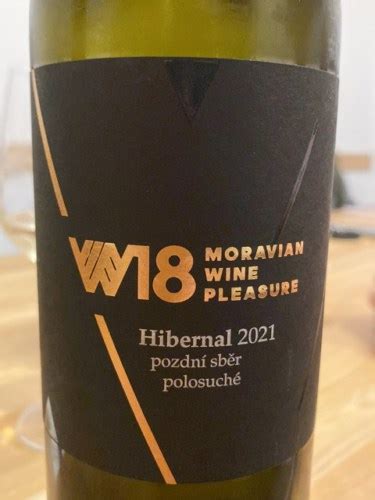 W18
MORAVIAN
WINE
PLEASURE
Hibernal 2021
pozdní sběr
polosuché